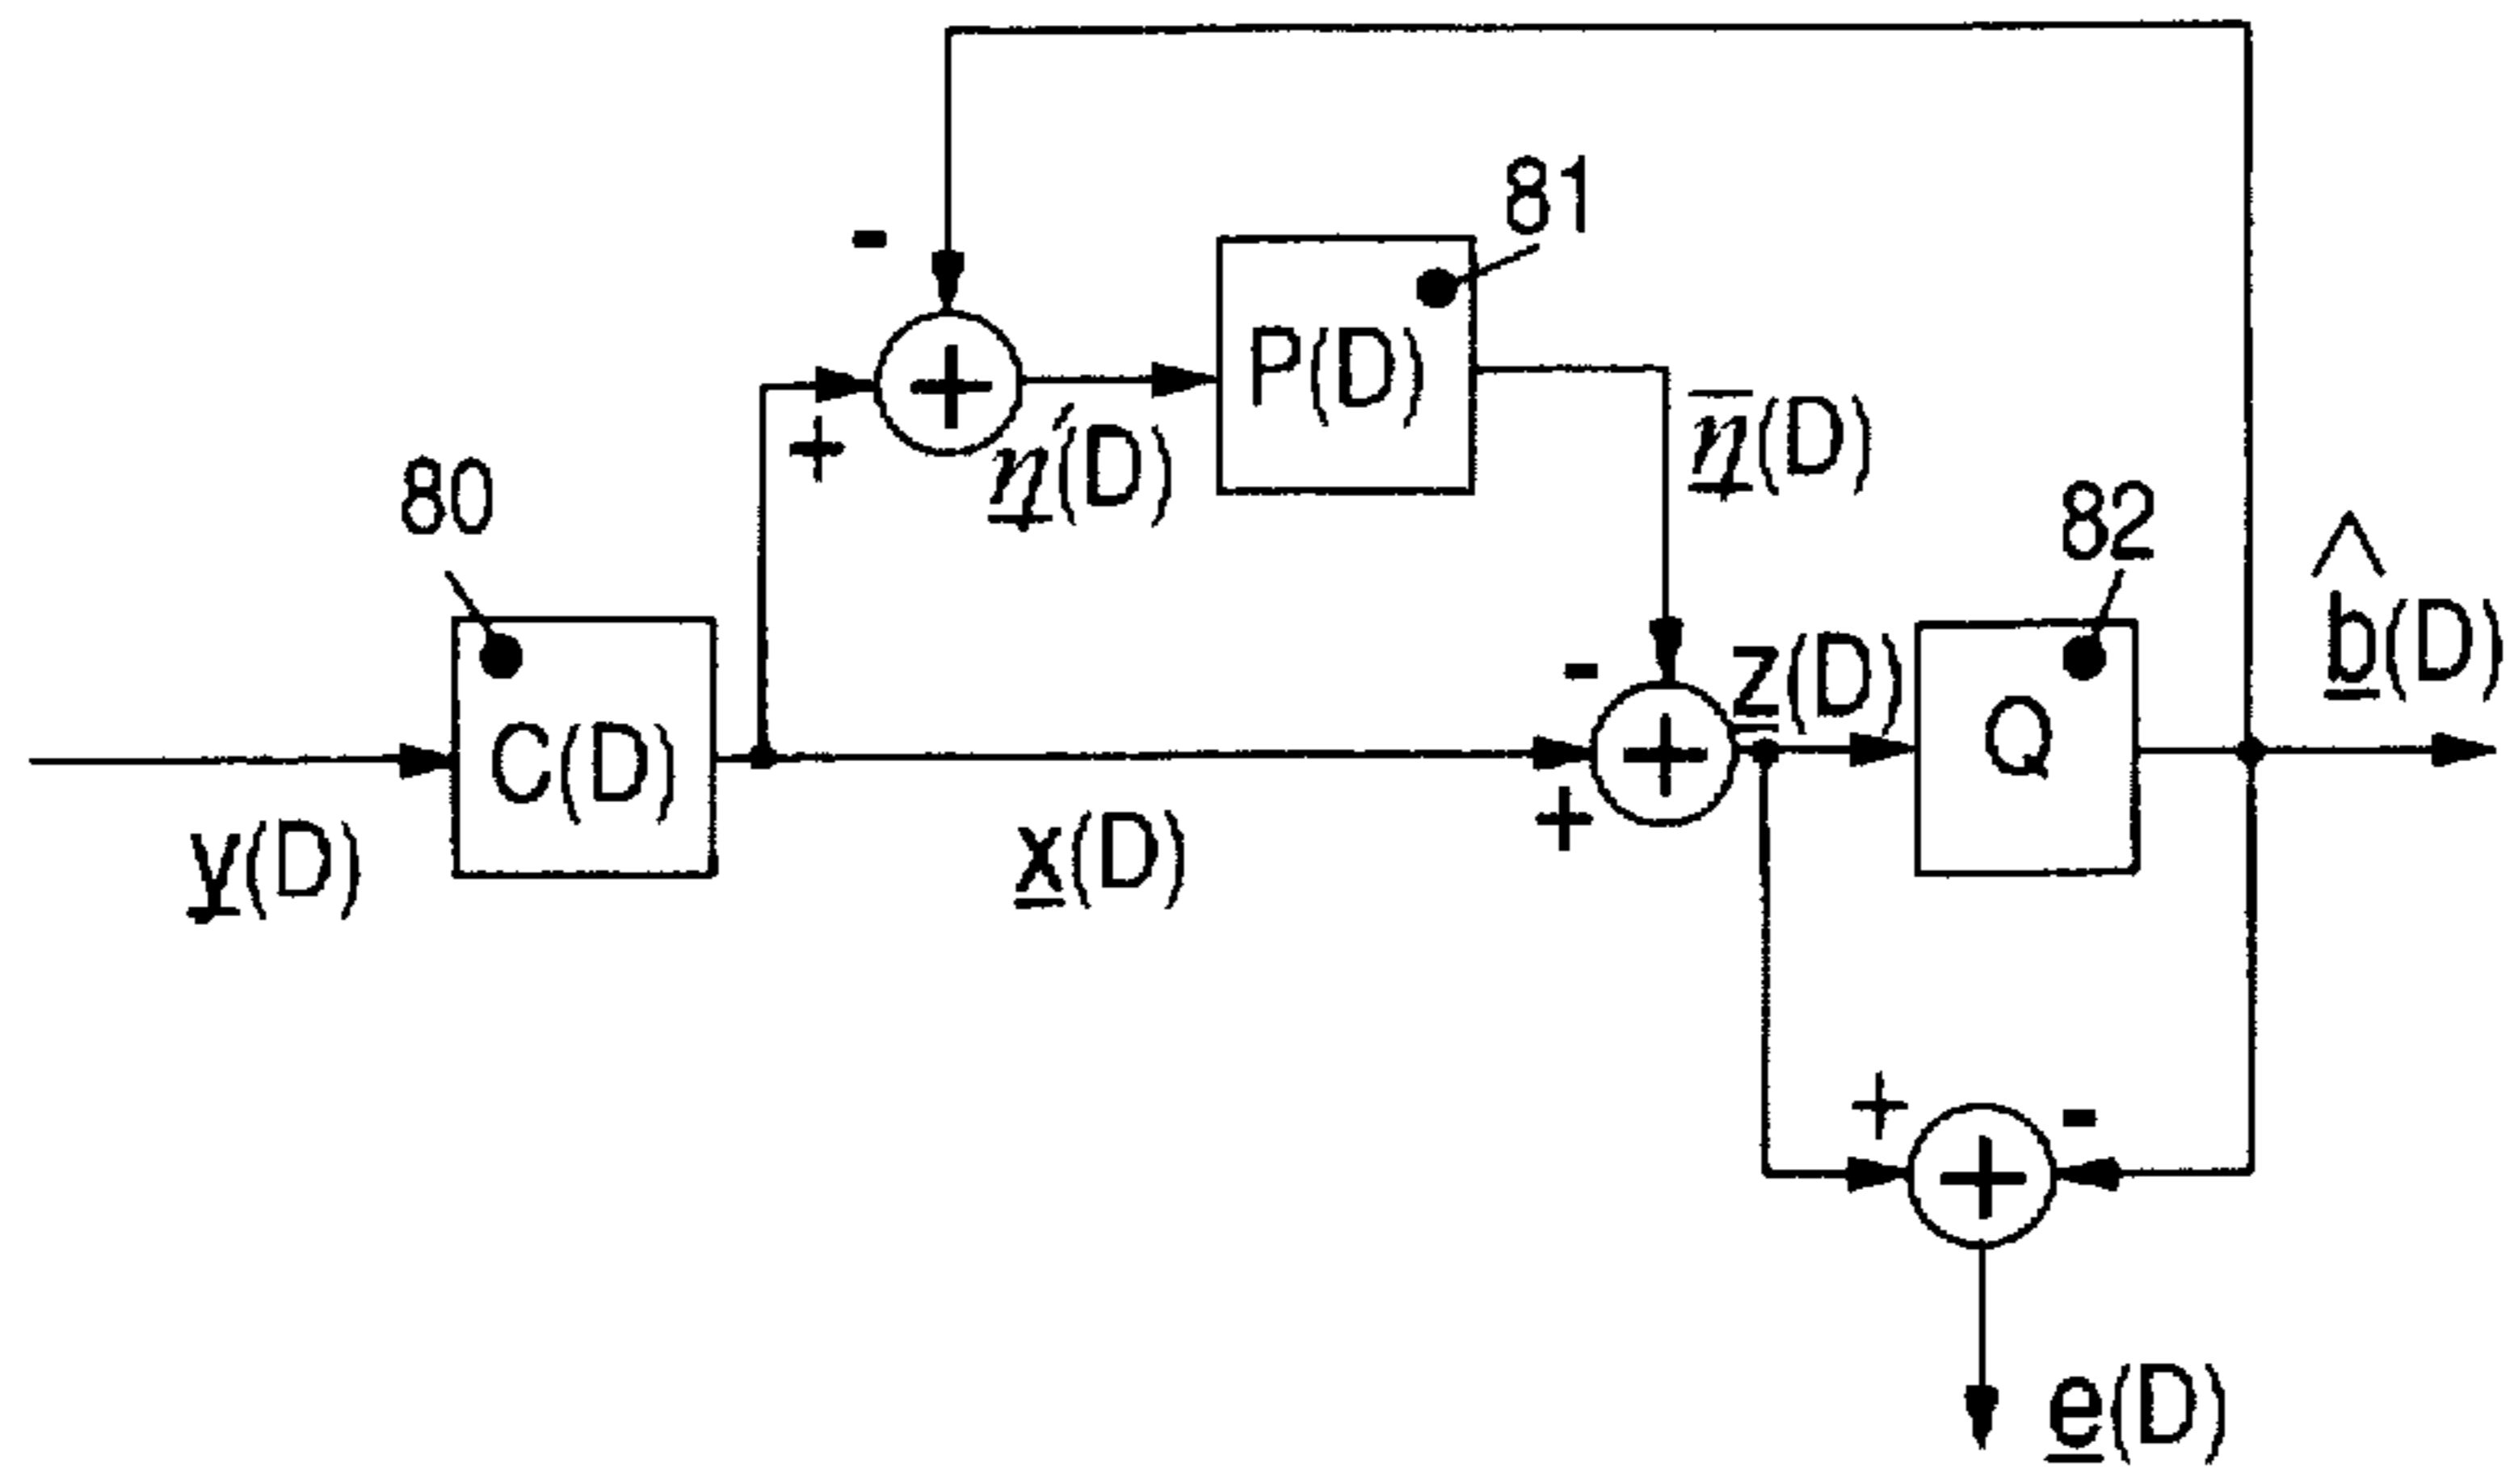 81
-
P(D)
+
+
η̲′(D)
η̲̅(D)
80
82
b̲̂(D)
-
z̲(D)
C(D)
Q
+
+
y̲(D)
x̲(D)
+
-
+
e̲(D)